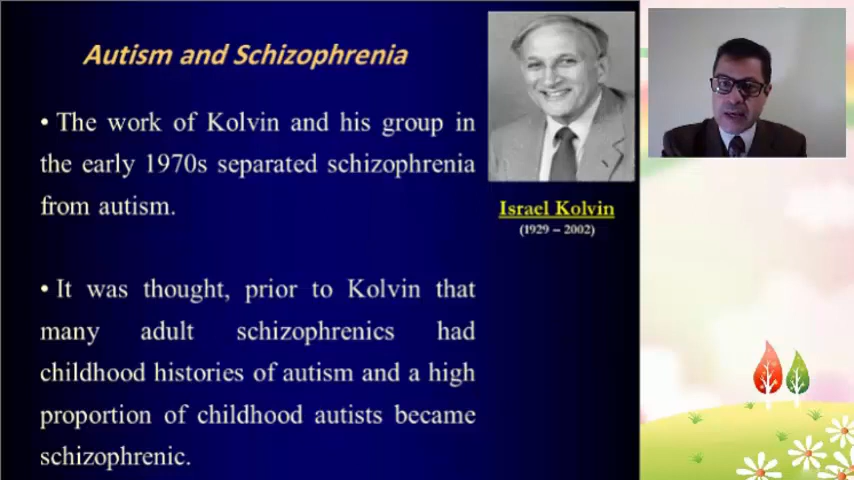 Autism and Schizophrenia
• The work of Kolvin and his group in
the early 1970s separated schizophrenia
from autism.
• It was thought, prior to Kolvin that
many adult schizophrenics had
childhood histories of autism and a high
proportion of childhood autists became
schizophrenic.
Israel Kolvin
(1929 – 2002)